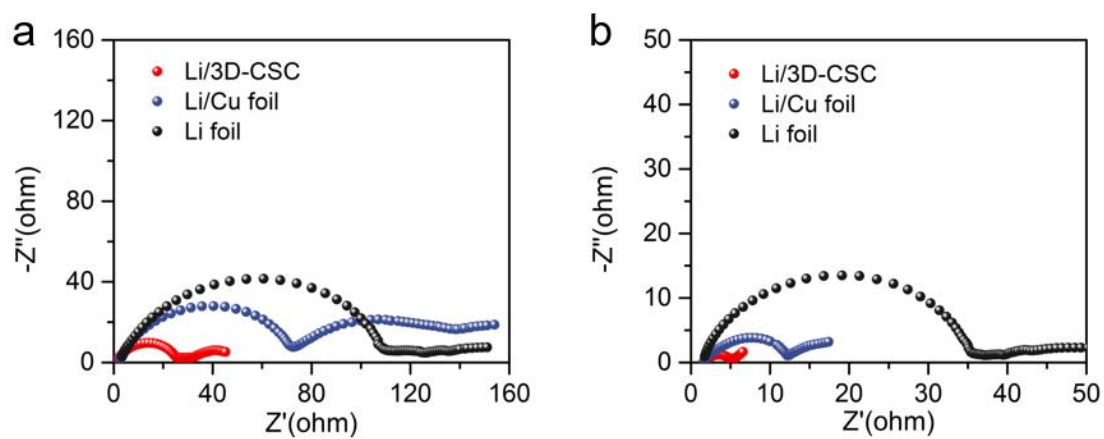 a
160
120
80
40
0
-Z"(ohm)
Li/3D-CSC
Li/Cu foil
Li foil
0 40 80 120 160
Z'(ohm)
b
50
40
30
20
10
0
-Z"(ohm)
Li/3D-CSC
Li/Cu foil
Li foil
0 10 20 30 40 50
Z'(ohm)